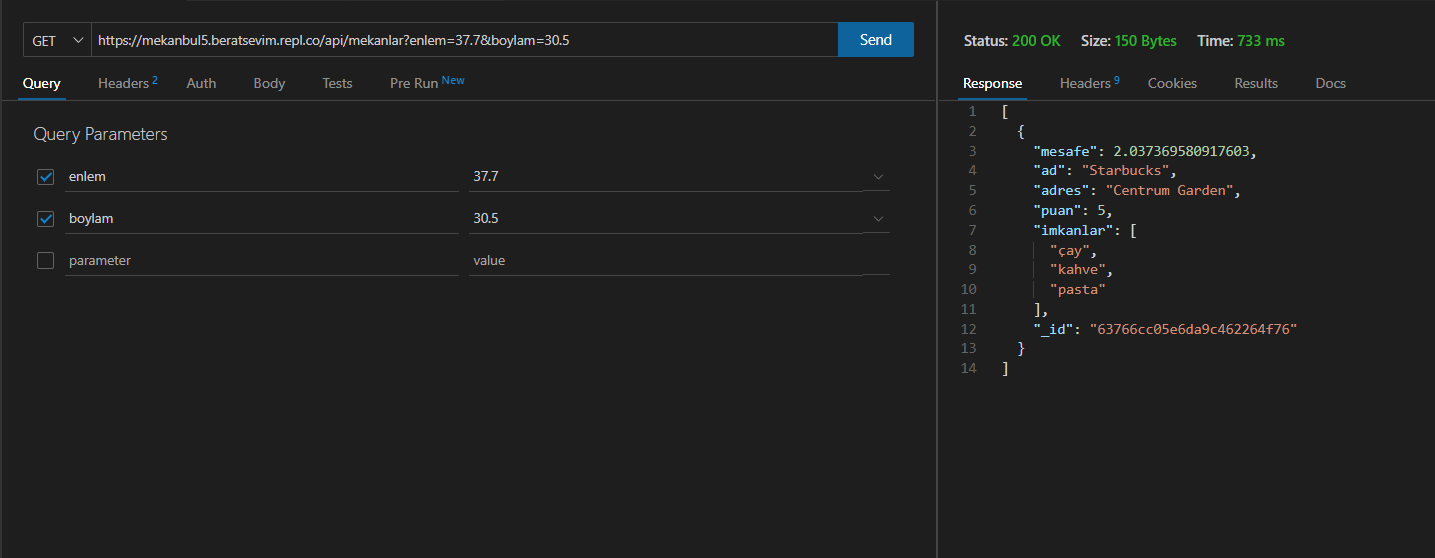 GET https://mekanbul5.beratsevim.repl.co/api/mekanlar?enlem=37.7&boylam=30.5 Send
Query Headers 2 Auth Body Tests Pre Run New
Query Parameters
enlem 37.7
boylam 30.5
parameter value
Status: 200 OK Size: 150 Bytes Time: 733 ms
Response Headers 9 Cookies Results Docs
1 [
2 {
3 "mesafe": 2.037369580917603,
4 "ad": "Starbucks",
5 "adres": "Centrum Garden",
6 "puan": 5,
7 "imkanlar": [
8 "çay",
9 "kahve",
10 "pasta"
11 ],
12 "_id": "63766cc05e6da9c462264f76"
13 }
14 ]